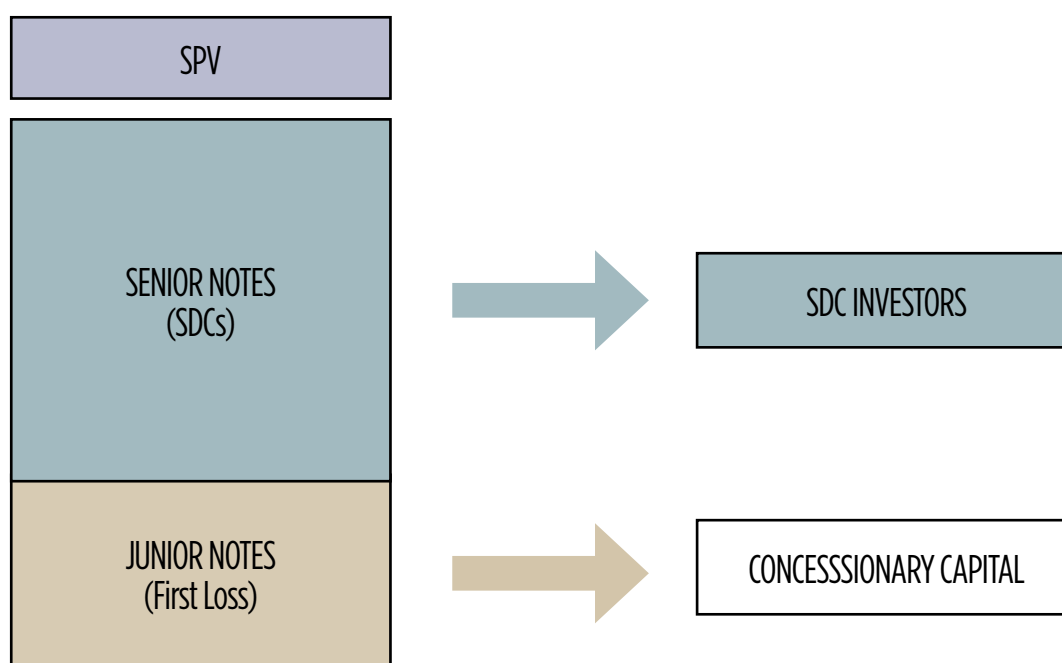 SPV
SENIOR NOTES
(SDCs)
SDC INVESTORS
JUNIOR NOTES
(First Loss)
CONCESSSIONARY CAPITAL